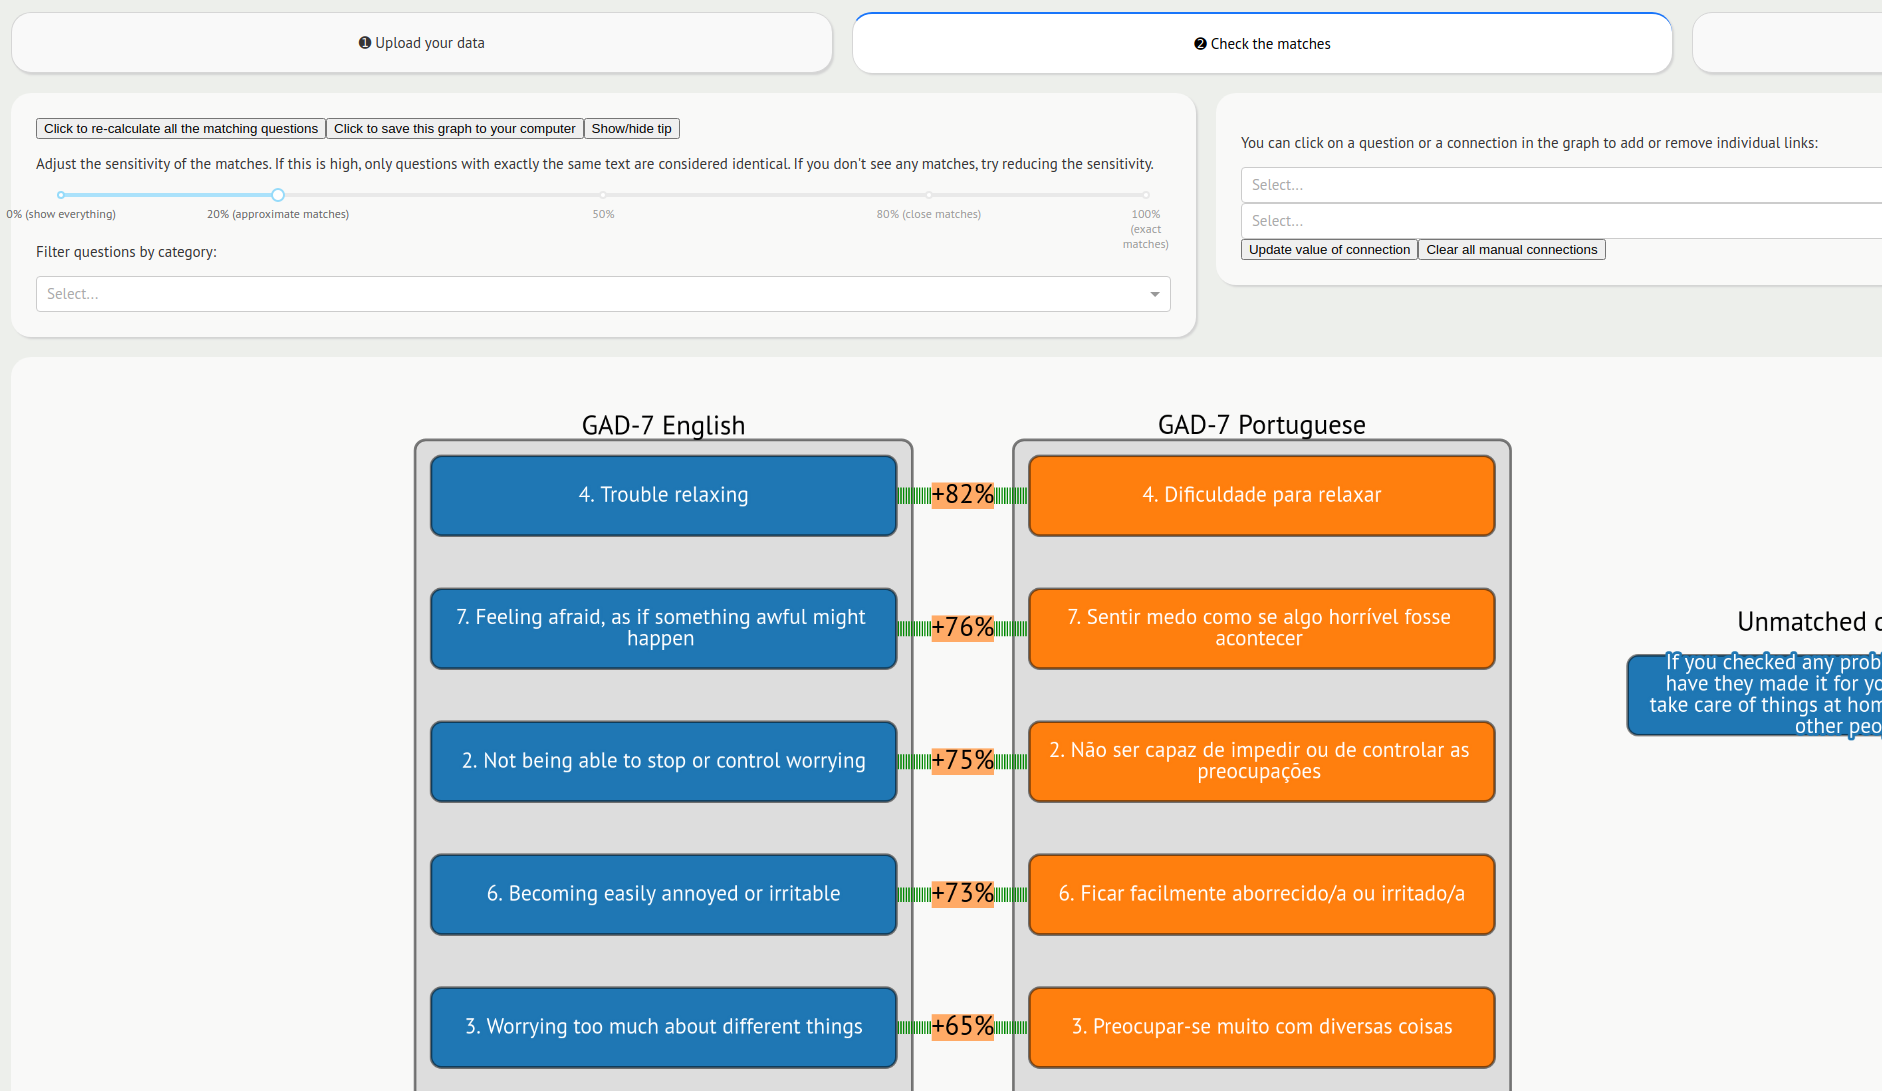 ❶ Upload your data
❷ Check the matches
Click to re-calculate all the matching questions
Click to save this graph to your computer
Show/hide tip
Adjust the sensitivity of the matches. If this is high, only questions with exactly the same text are considered identical. If you don't see any matches, try reducing the sensitivity.
0% (show everything)
20% (approximate matches)
50%
80% (close matches)
100%
(exact
matches)
Filter questions by category:
Select...
You can click on a question or a connection in the graph to add or remove individual links:
Select...
Select...
Update value of connection
Clear all manual connections
GAD-7 English
GAD-7 Portuguese
4. Trouble relaxing
+82%
4. Dificuldade para relaxar
7. Feeling afraid, as if something awful might
happen
+76%
7. Sentir medo como se algo horrível fosse
acontecer
2. Not being able to stop or control worrying
+75%
2. Não ser capaz de impedir ou de controlar as
preocupações
6. Becoming easily annoyed or irritable
+73%
6. Ficar facilmente aborrecido/a ou irritado/a
3. Worrying too much about different things
+65%
3. Preocupar-se muito com diversas coisas
Unmatched
If you checked any
have they made it for
take care of things at
other